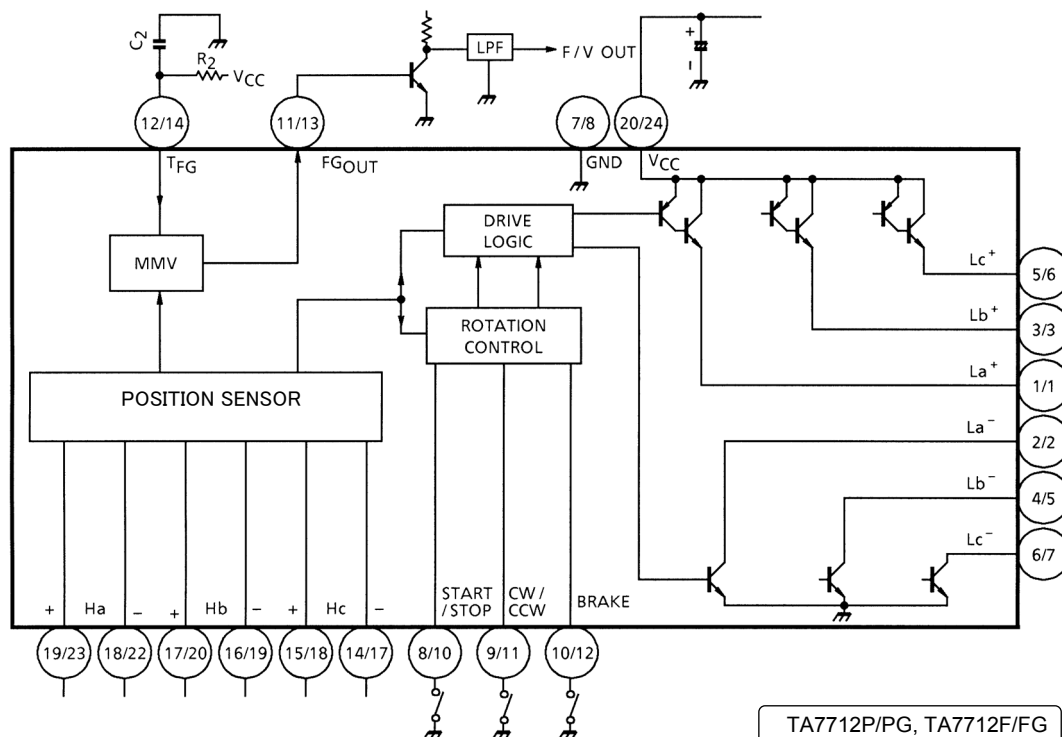 C2
R2
VCC
LPF
F / V OUT
+
-
12/14
11/13
7/8
20/24
TFG
FGOUT
GND
VCC
DRIVE
LOGIC
MMV
ROTATION
CONTROL
POSITION SENSOR
Lc+
5/6
Lb+
3/3
La+
1/1
La-
2/2
Lb-
4/5
Lc-
6/7
+ Ha -
+ Hb -
+ Hc -
START
/STOP
CW /
CCW
BRAKE
19/23
18/22
17/20
16/19
15/18
14/17
8/10
9/11
10/12
TA7712P/PG, TA7712F/FG